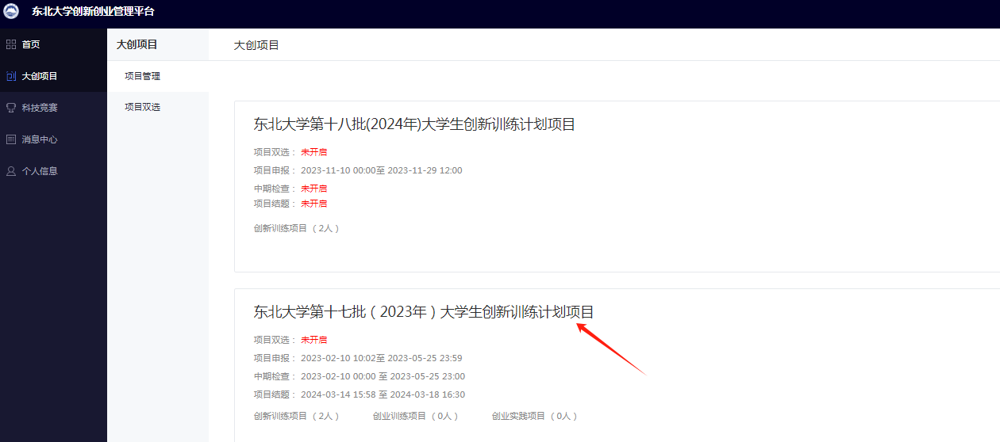 东北大学创新创业管理平台
首页
大创项目
科技竞赛
消息中心
个人信息
大创项目
项目管理
项目双选
大创项目
东北大学第十八批(2024年)大学生创新训练计划项目
项目双选： 未开启
项目申报： 2023-11-10 00:00至 2023-11-29 12:00
中期检查： 未开启
项目结题： 未开启
创新训练项目 （ 2人 ）
东北大学第十七批（ 2023年 ）大学生创新训练计划项目
项目双选： 未开启
项目申报： 2023-02-10 10:02至 2023-05-25 23:59
中期检查： 2023-02-10 00:00 至 2023-05-25 23:00
项目结题： 2024-03-14 15:58 至 2024-03-18 16:30
创新训练项目 （ 2人 ） 创业训练项目 （ 0人 ） 创业实践项目 （ 0人 ）